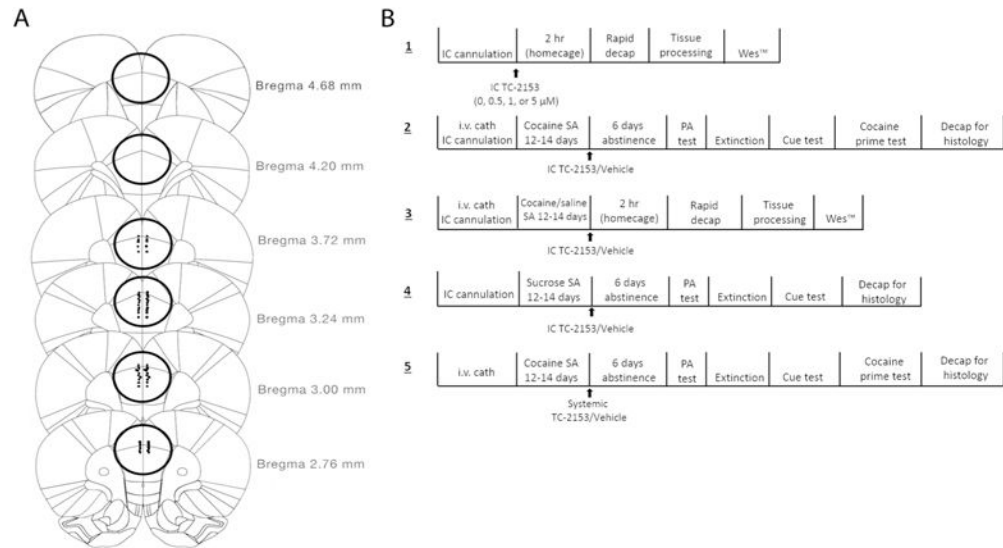 A
Bregma 4.68 mm
Bregma 4.20 mm
Bregma 3.72 mm
Bregma 3.24 mm
Bregma 3.00 mm
Bregma 2.76 mm
B
1
IC cannulation
2 hr
(homecage)
Rapid
decap
Tissue
processing
Wes™
IC TC-2153
(0, 0.5, 1, or 5 µM)
2
i.v. cath
IC cannulation
Cocaine SA
12-14 days
6 days
abstinence
PA
test
Extinction
Cue test
Cocaine
prime test
Decap for
histology
IC TC-2153/Vehicle
3
i.v. cath
IC cannulation
Cocaine/saline
SA 12-14 days
2 hr
(homecage)
Rapid
decap
Tissue
processing
Wes™
IC TC-2153/Vehicle
4
IC cannulation
Sucrose SA
12-14 days
6 days
abstinence
PA
test
Extinction
Cue test
Decap for
histology
IC TC-2153/Vehicle
5
i.v. cath
Cocaine SA
12-14 days
6 days
abstinence
PA
test
Extinction
Cue test
Cocaine
prime test
Decap for
histology
Systemic
TC-2153/Vehicle